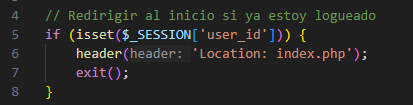 4 // Redirigir al inicio si ya estoy logueado
5 if (isset($_SESSION['user_id'])) {
6 header(header: 'Location: index.php');
7 exit();
8 }